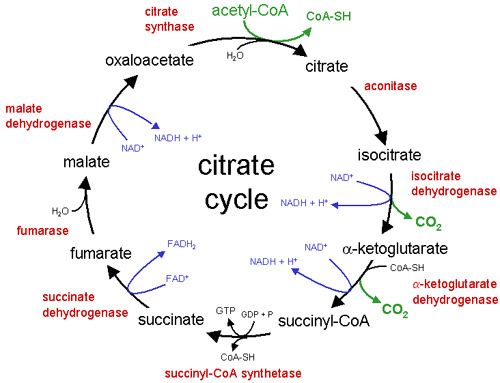 citrate
synthase
acetyl-CoA
CoA-SH
H₂O
oxaloacetate
citrate
aconitase
malate
dehydrogenase
NADH + H⁺
NAD⁺
citrate
cycle
isocitrate
isocitrate
dehydrogenase
NAD⁺
NADH + H⁺
CO₂
malate
H₂O
fumarase
fumarate
α-ketoglutarate
CoA-SH
NAD⁺
NADH + H⁺
α-ketoglutarate
dehydrogenase
CO₂
FADH₂
FAD⁺
succinate
dehydrogenase
succinate
GTP
GDP + P
CoA-SH
succinyl-CoA
succinyl-CoA synthetase